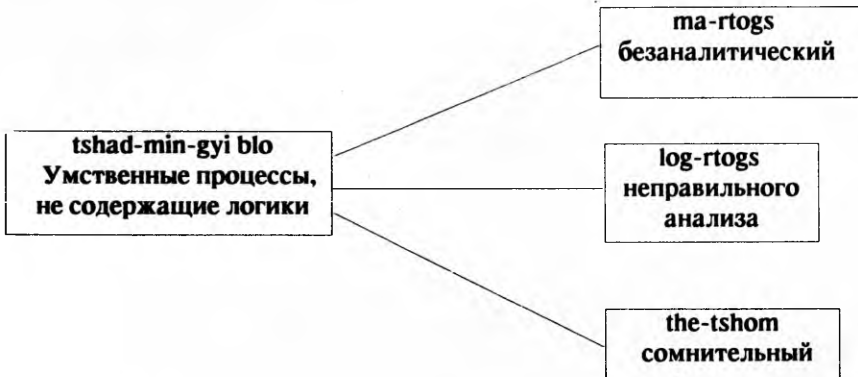 ma-rtogs
безаналитический
tshad-min-gyi blo
Умственные процессы,
не содержащие логики
log-rtogs
неправильного
анализа
the-tshom
сомнительный